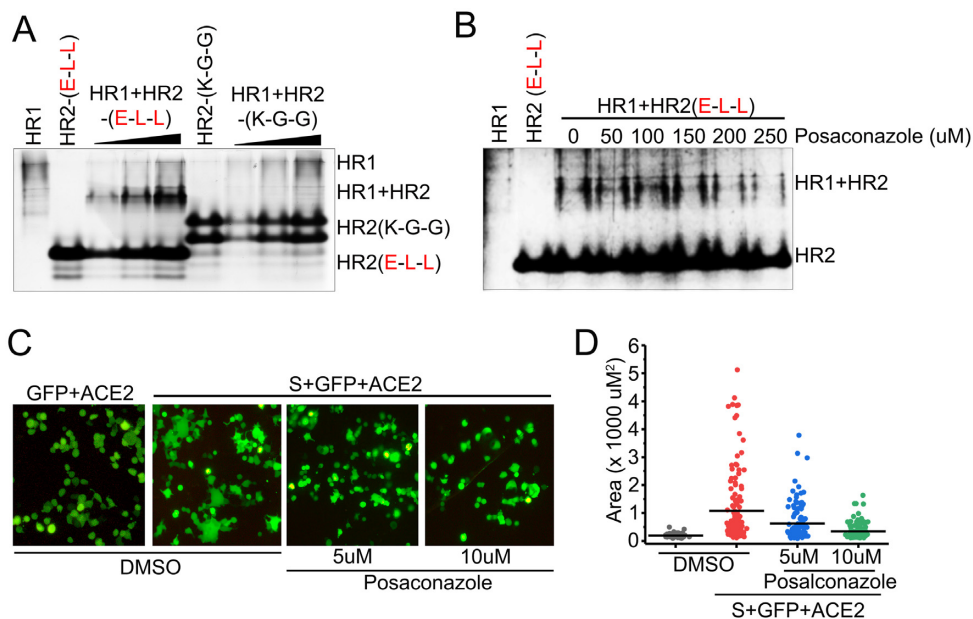 A
HR1
HR2-(E-L-L)
HR1+HR2
-(E-L-L)
HR2-(K-G-G)
HR1+HR2
-(K-G-G)
HR1
HR1+HR2
HR2(K-G-G)
HR2(E-L-L)
B
HR1
HR2 (E-L-L)
HR1+HR2(E-L-L)
0 50 100 150 200 250 Posaconazole (uM)
HR1+HR2
HR2
C
GFP+ACE2
S+GFP+ACE2
5uM 10uM
DMSO
Posaconazole
D
Area (x 1000 uM²)
6
5
4
3
2
1
0
DMSO
5uM 10uM
Posalconazole
S+GFP+ACE2